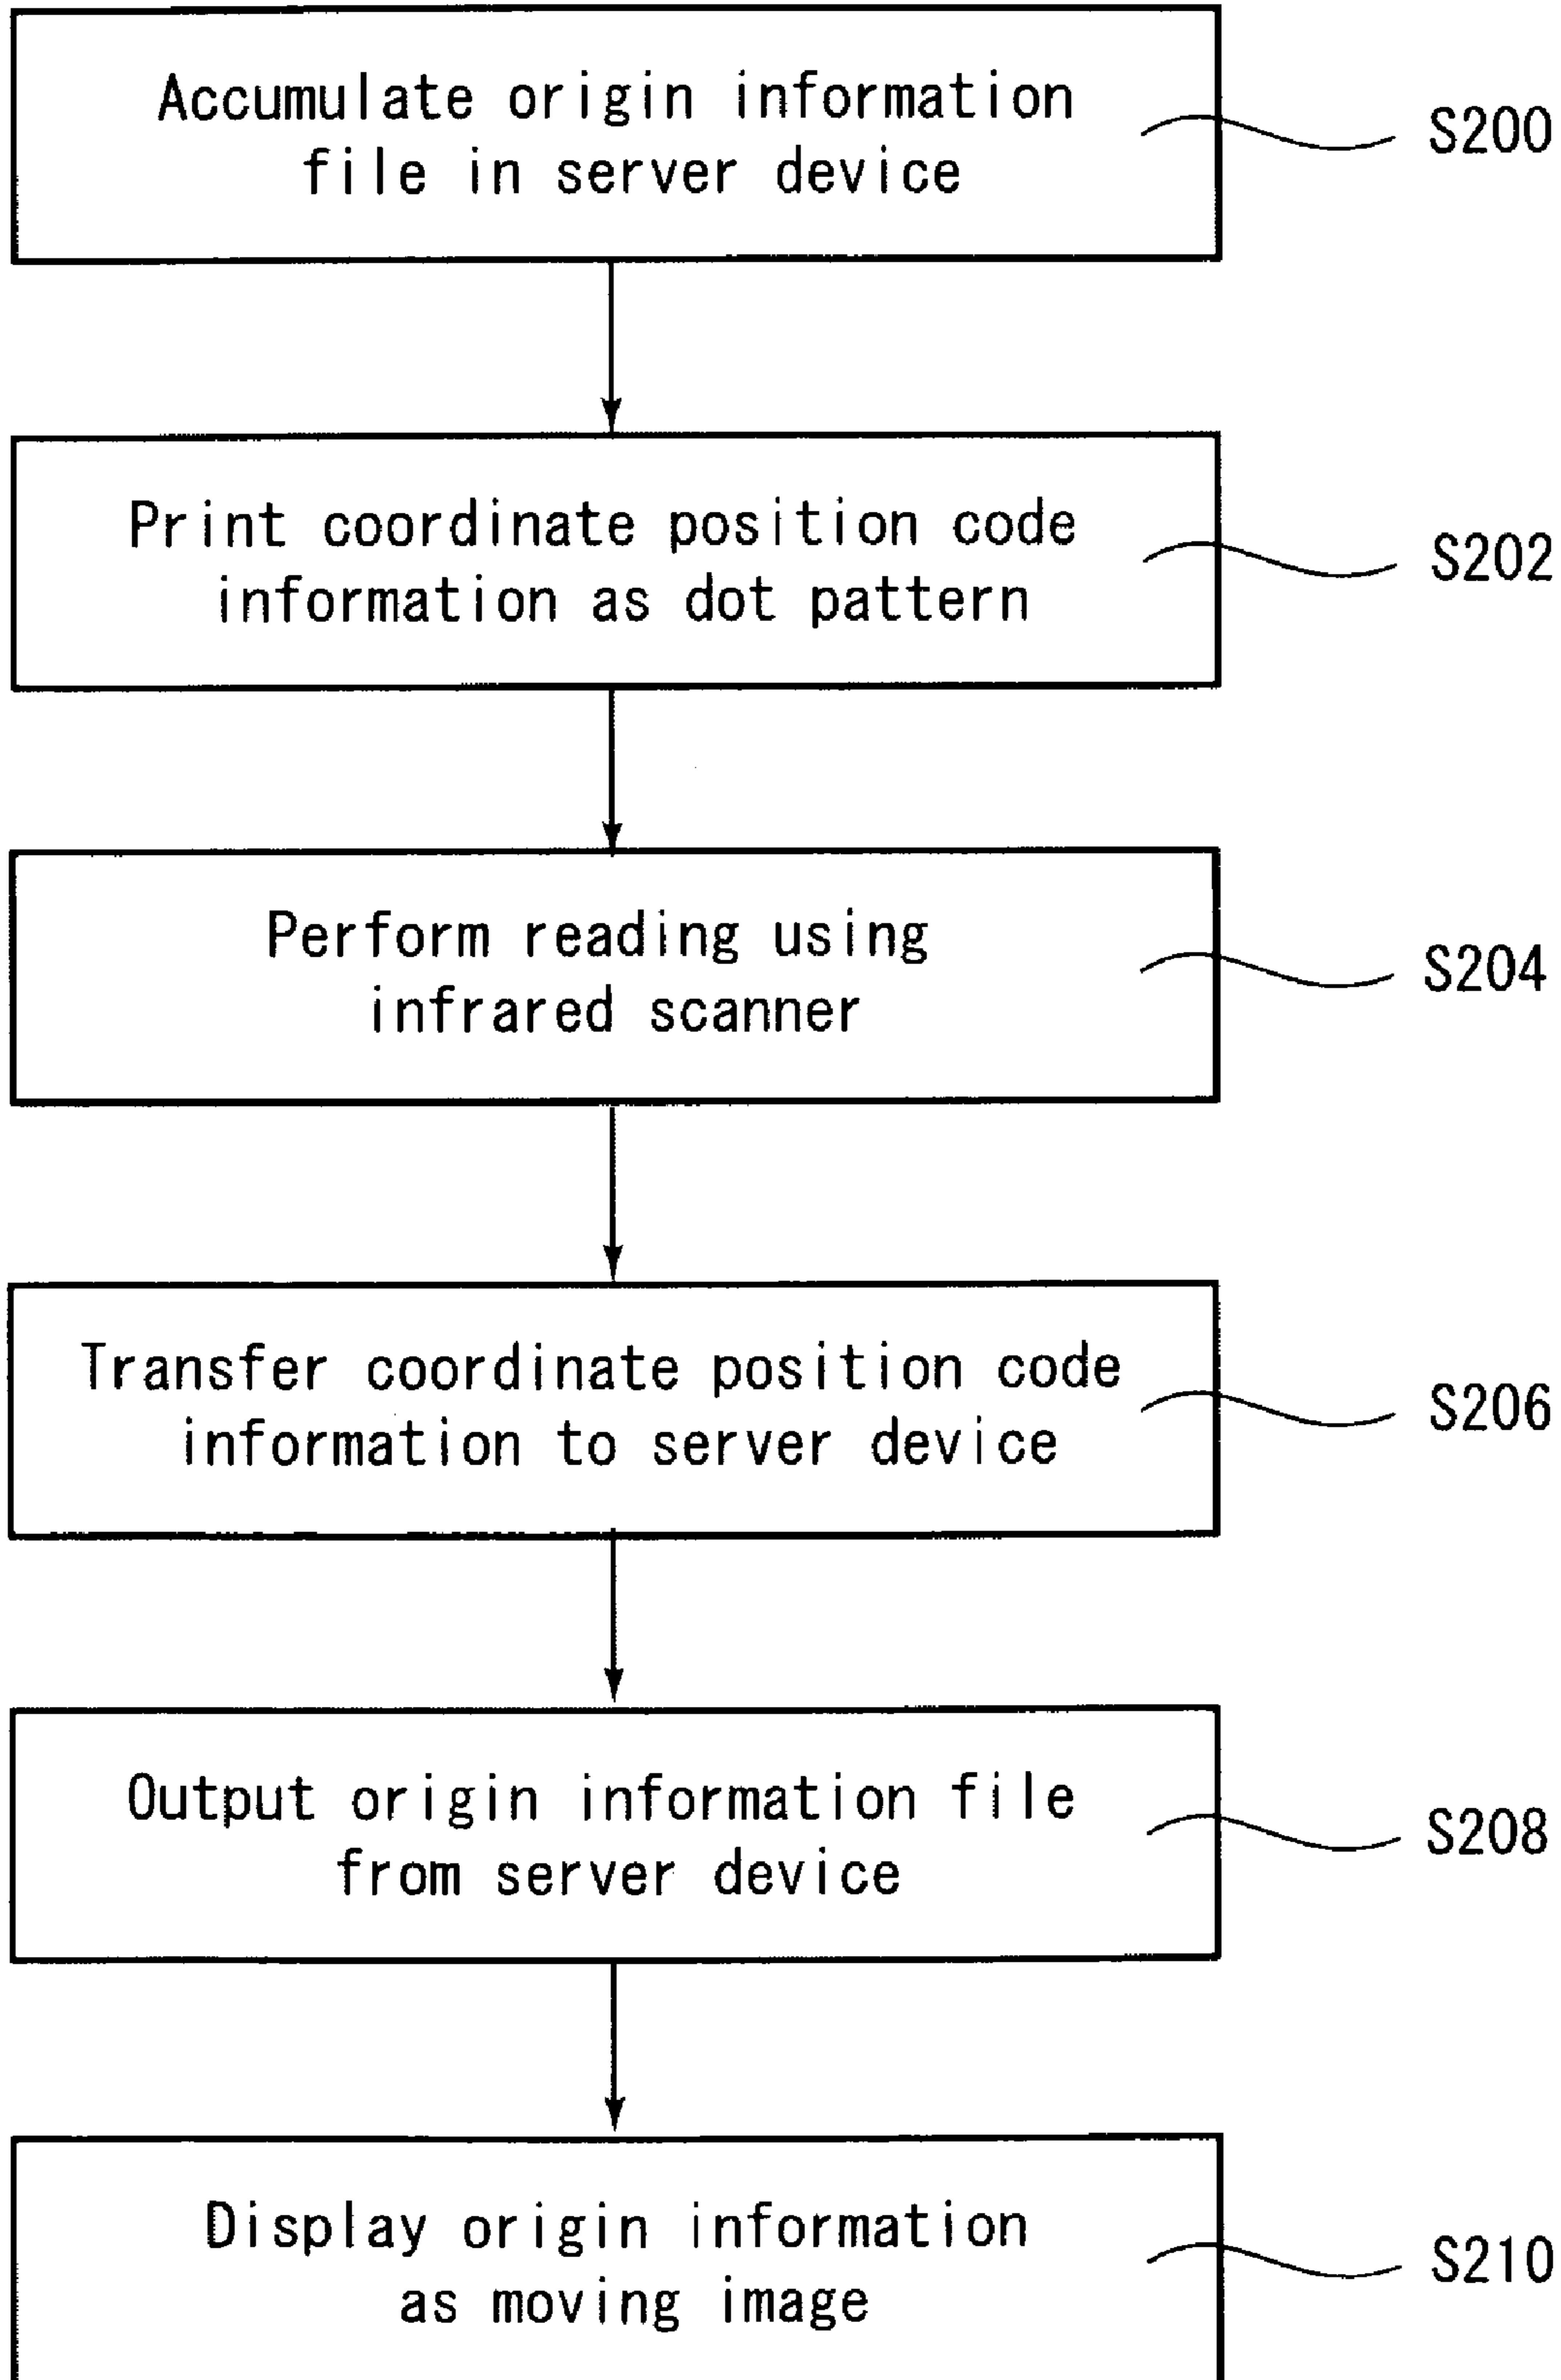 Accumulate origin information
file in server device
S200
Print coordinate position code
information as dot pattern
S202
Perform reading using
infrared scanner
S204
Transfer coordinate position code
information to server device
S206
Output origin information file
from server device
S208
Display origin information
as moving image
S210